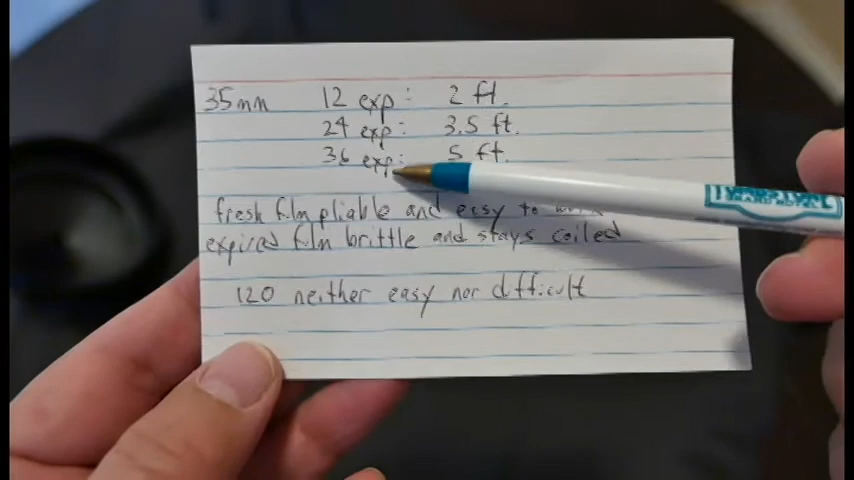 35mm 12 exp: 2 ft.
24 exp: 3.5 ft.
36 exp: 5 ft.
fresh film pliable and easy to
expired film brittle and stays coiled
120 neither easy nor difficult